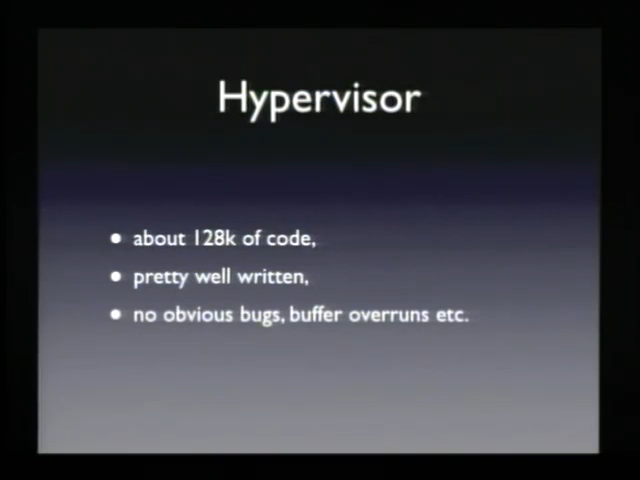 Hypervisor
• about 128k of code,
• pretty well written,
• no obvious bugs, buffer overruns etc.